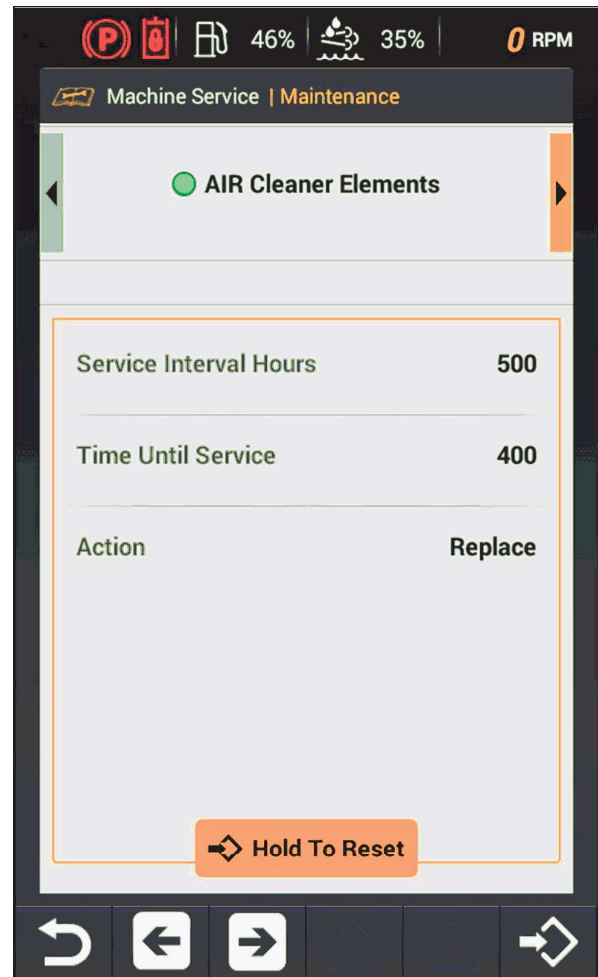 P 46% 35% 0 RPM
Machine Service | Maintenance
AIR Cleaner Elements
Service Interval Hours 500
Time Until Service 400
Action Replace
Hold To Reset